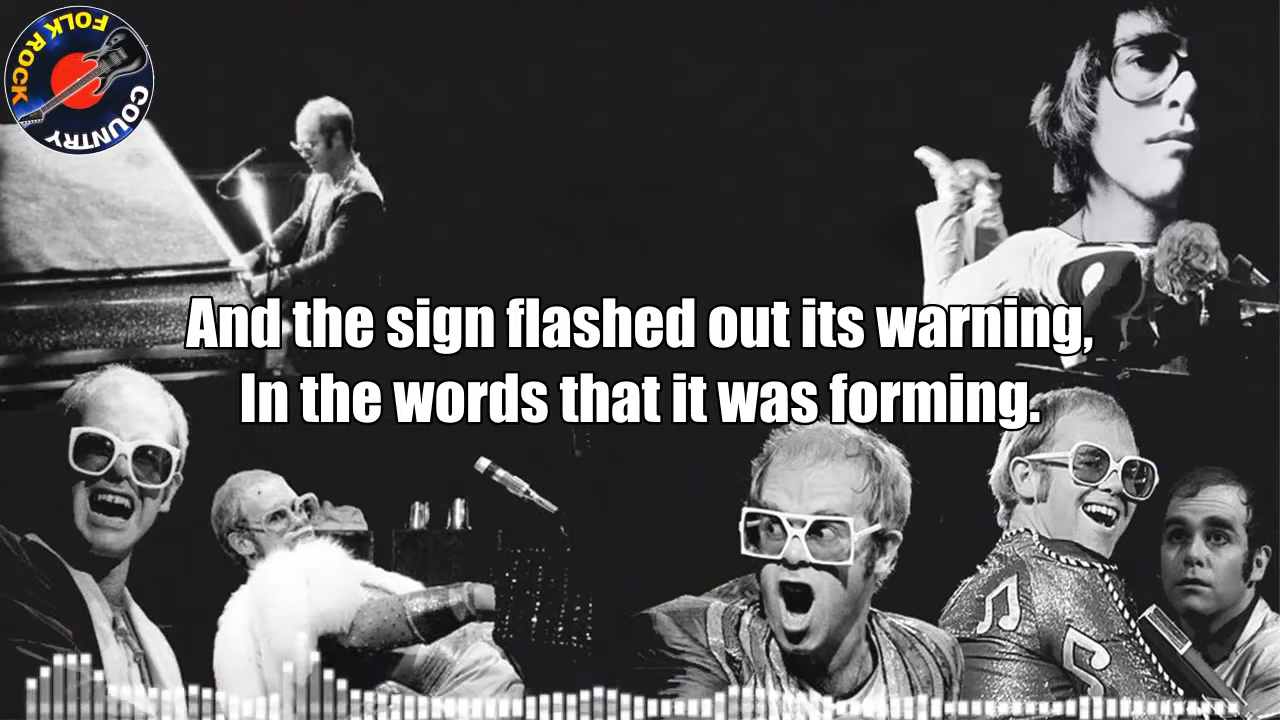 FOLK ROCK
COUNTRY
And the sign flashed out its warning,
In the words that it was forming.